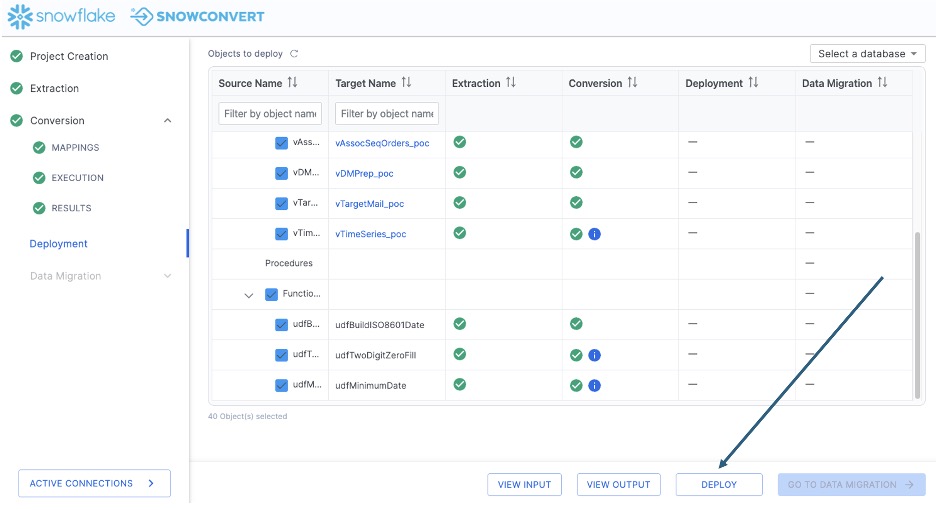 snowflake SNOWCONVERT
Project Creation
Extraction
Conversion
MAPPINGS
EXECUTION
RESULTS
Deployment
Data Migration
ACTIVE CONNECTIONS
Objects to deploy
Select a database
Source Name Target Name Extraction Conversion Deployment Data Migration
Filter by object name Filter by object name
vAss... vAssocSeqOrders_poc — —
vDM... vDMPrep_poc — —
vTar... vTargetMail_poc — —
vTim... vTimeSeries_poc i — —
Procedures —
Functio... —
udfB... udfBuildISO8601Date — —
udfT... udfTwoDigitZeroFill i — —
udfM... udfMinimumDate i — —
40 Object(s) selected
VIEW INPUT VIEW OUTPUT DEPLOY GO TO DATA MIGRATION